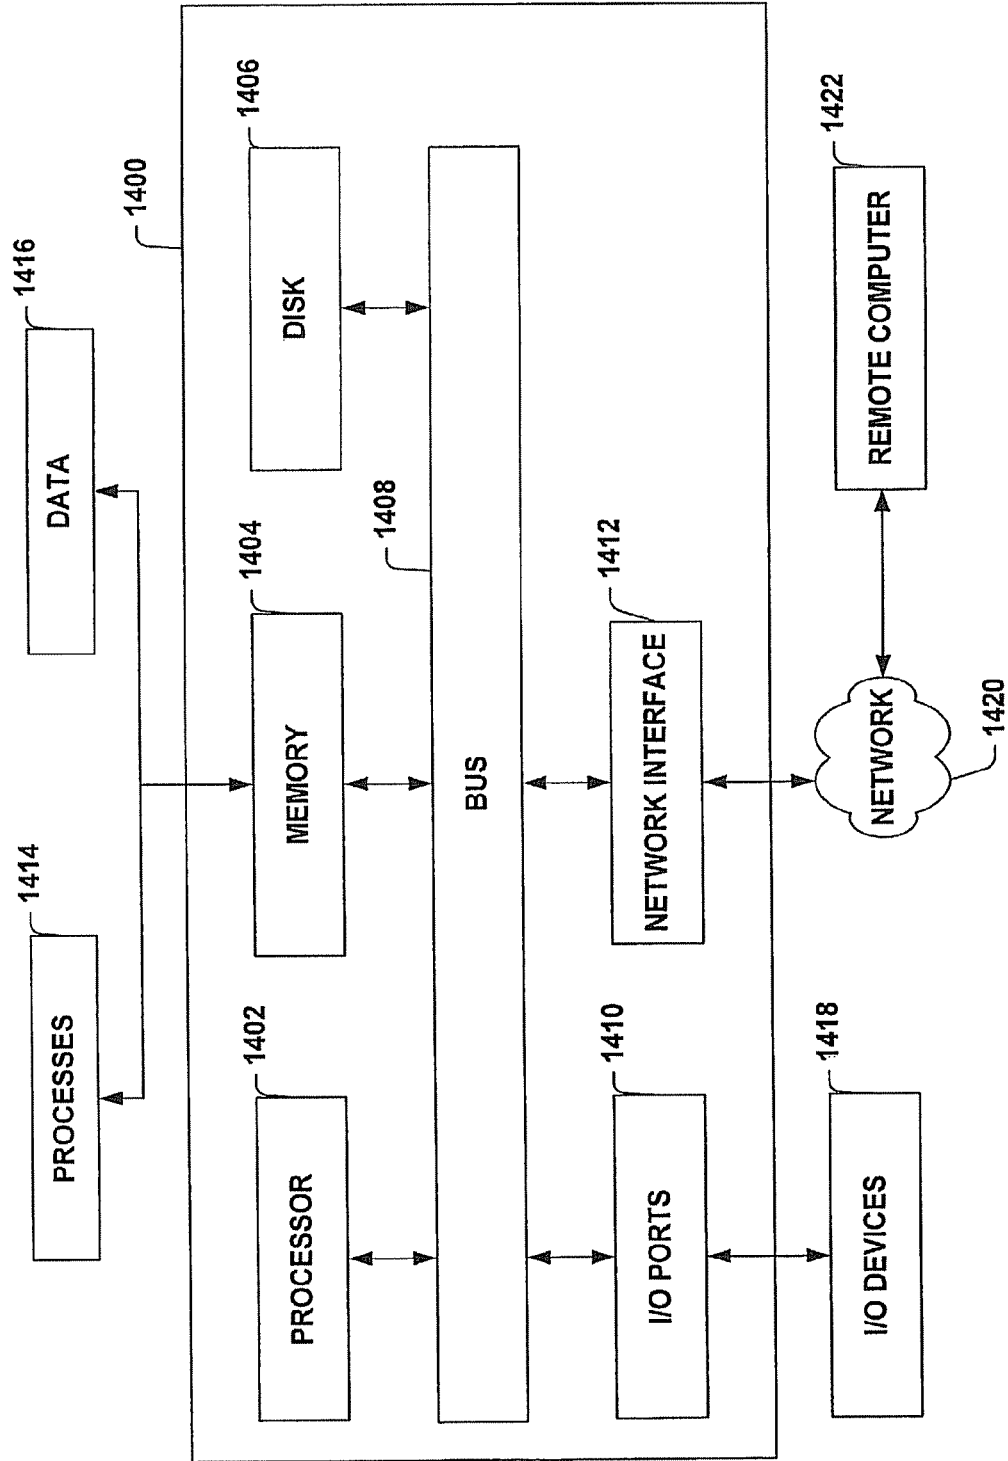 PROCESSES
1414
DATA
1416
1400
PROCESSOR
1402
MEMORY
1404
DISK
1406
1408
BUS
I/O PORTS
1410
NETWORK INTERFACE
1412
I/O DEVICES
1418
NETWORK
1420
REMOTE COMPUTER
1422